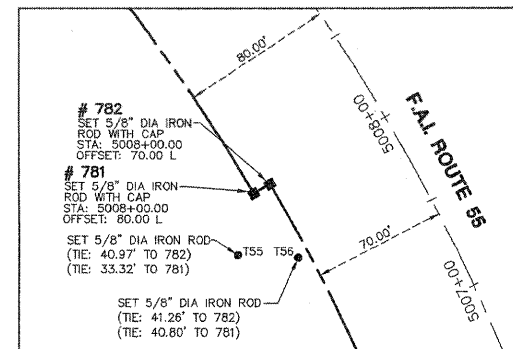 80.00'
# 782
SET 5/8" DIA IRON
ROD WITH CAP
STA: 5008+00.00
OFFSET: 70.00 L
# 781
SET 5/8" DIA IRON
ROD WITH CAP
STA: 5008+00.00
OFFSET: 80.00 L
5008+00
F.A.I. ROUTE 55
70.00'
SET 5/8" DIA IRON ROD
(TIE: 40.97' TO 782)
(TIE: 33.32' TO 781)
T55 T56
5007+00
SET 5/8" DIA IRON ROD
(TIE: 41.26' TO 782)
(TIE: 40.80' TO 781)